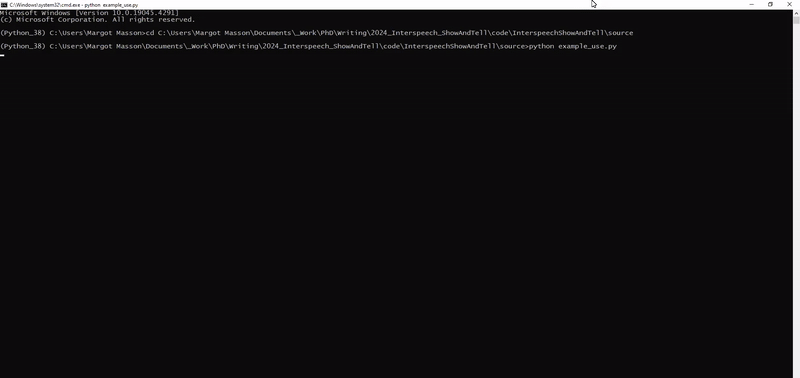 C:\Windows\system32\cmd.exe - python example_use.py
Microsoft Windows [Version 10.0.19045.4291]
(c) Microsoft Corporation. All rights reserved.
(Python_38) C:\Users\Margot Masson>cd C:\Users\Margot Masson\Documents\_Work\PhD\Writing\2024_Interspeech_ShowAndTell\code\InterspeechShowAndTell\source
(Python_38) C:\Users\Margot Masson\Documents\_Work\PhD\Writing\2024_Interspeech_ShowAndTell\code\InterspeechShowAndTell\source>python example_use.py